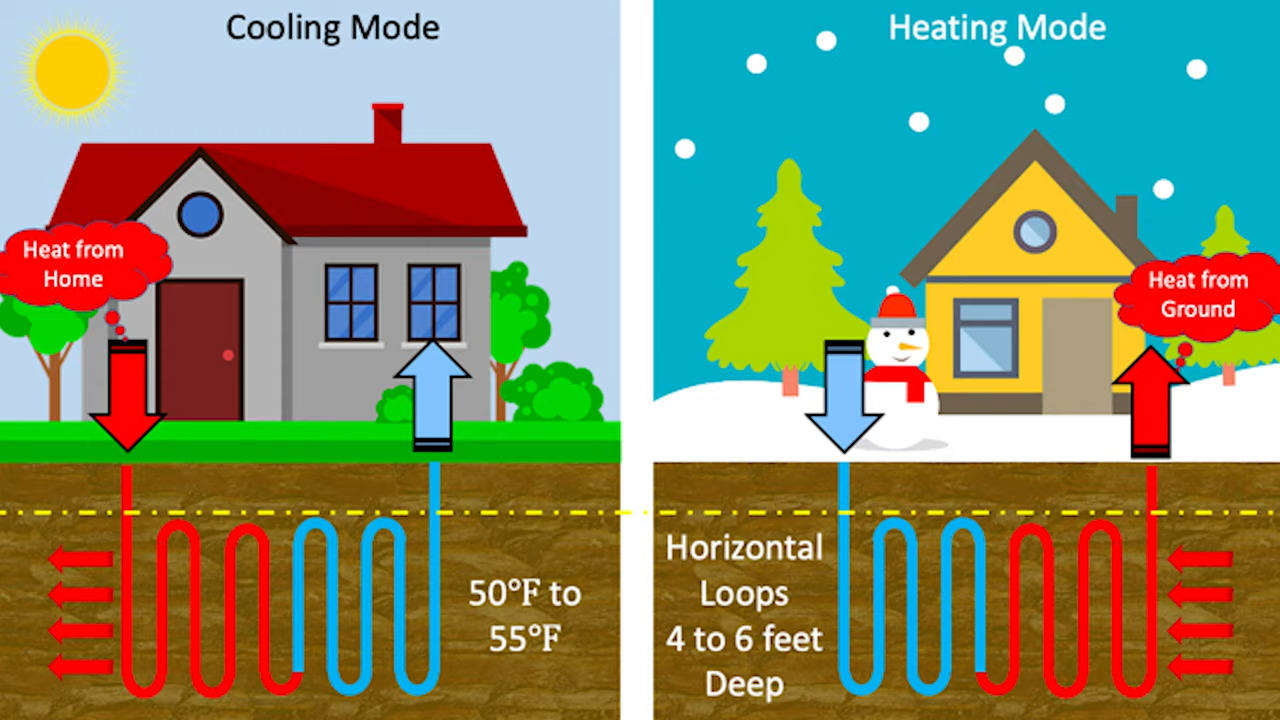 Cooling Mode
Heat from
Home
50°F to
55°F
Heating Mode
Heat from
Ground
Horizontal
Loops
4 to 6 feet
Deep